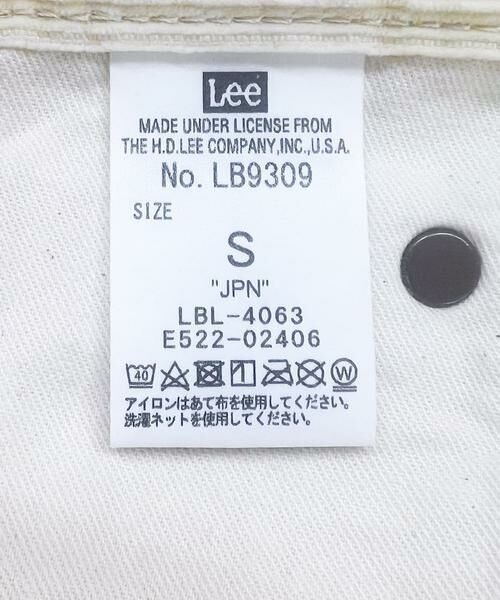 Lee
MADE UNDER LICENSE FROM
THE H.D.LEE COMPANY,INC.,U.S.A.
No. LB9309
SIZE
S
"JPN"
LBL-4063
E522-02406
40 W
アイロンはあて布を使用してください。
洗濯ネットを使用してください。